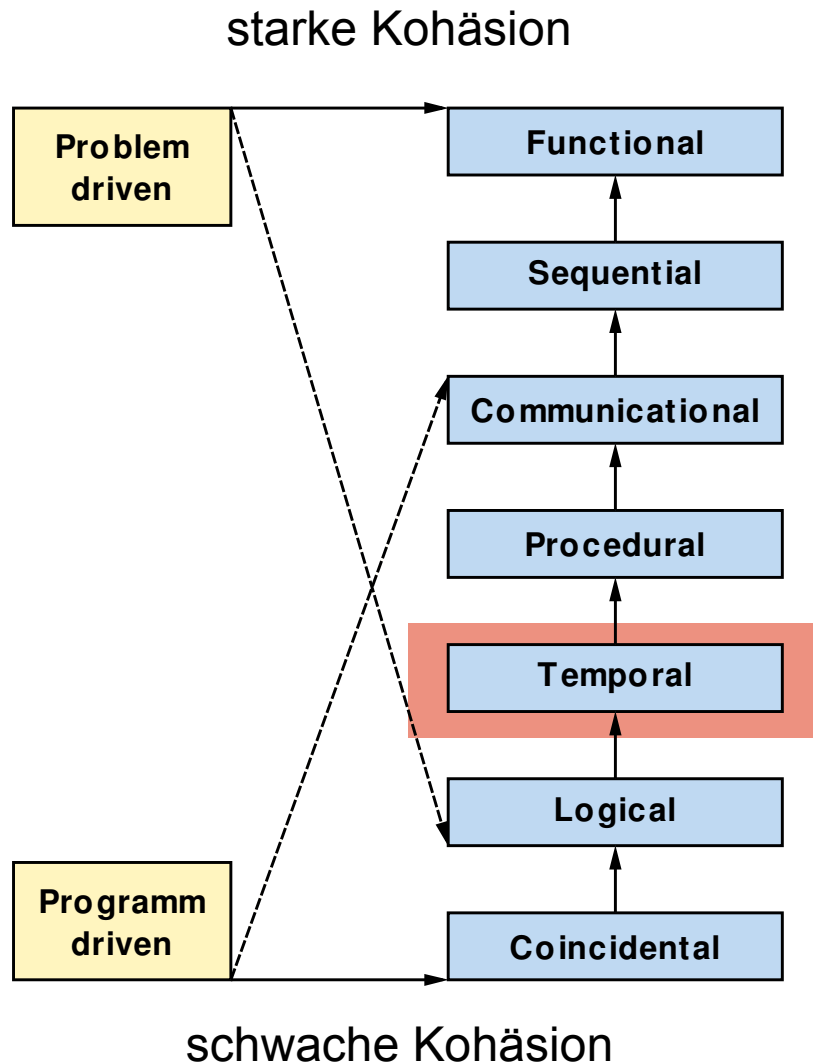 starke Kohäsion
Problem
driven
Functional
Sequential
Communicational
Procedural
Temporal
Logical
Programm
driven
Coincidental
schwache Kohäsion